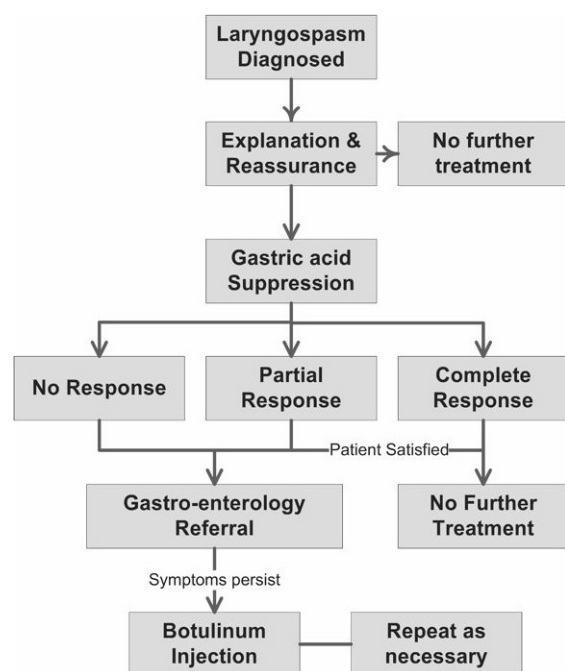 Laryngospasm
Diagnosed
Explanation &
Reassurance
No further
treatment
Gastric acid
Suppression
No Response
Partial
Response
Complete
Response
Patient Satisfied
Gastro-enterology
Referral
No Further
Treatment
Symptoms persist
Botulinum
Injection
Repeat as
necessary